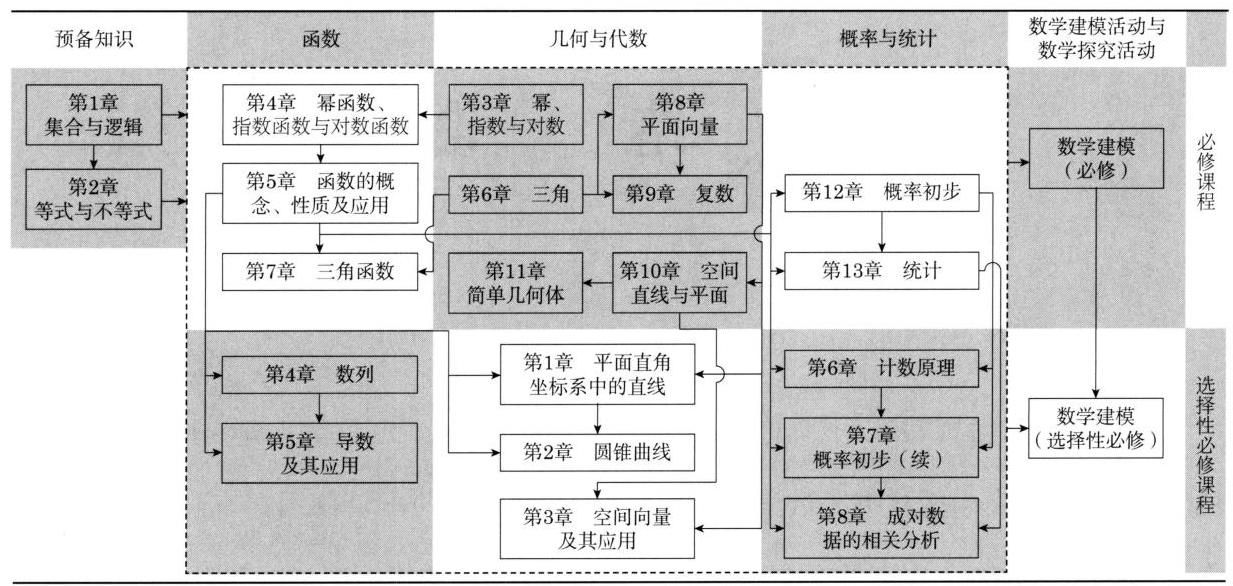 预备知识
函数
几何与代数
概率与统计
数学建模活动与
数学探究活动
第1章
集合与逻辑
第2章
等式与不等式
第4章 幂函数、
指数函数与对数函数
第5章 函数的概
念、性质及应用
第7章 三角函数
第3章 幂、
指数与对数
第8章
平面向量
第6章 三角
第9章 复数
第11章
简单几何体
第10章 空间
直线与平面
第12章 概率初步
第13章 统计
数学建模
(必修)
必修课程
第4章 数列
第5章 导数
及其应用
第1章 平面直角
坐标系中的直线
第2章 圆锥曲线
第3章 空间向量
及其应用
第6章 计数原理
第7章
概率初步(续)
第8章 成对数
据的相关分析
数学建模
(选择性必修)
选择性必修课程